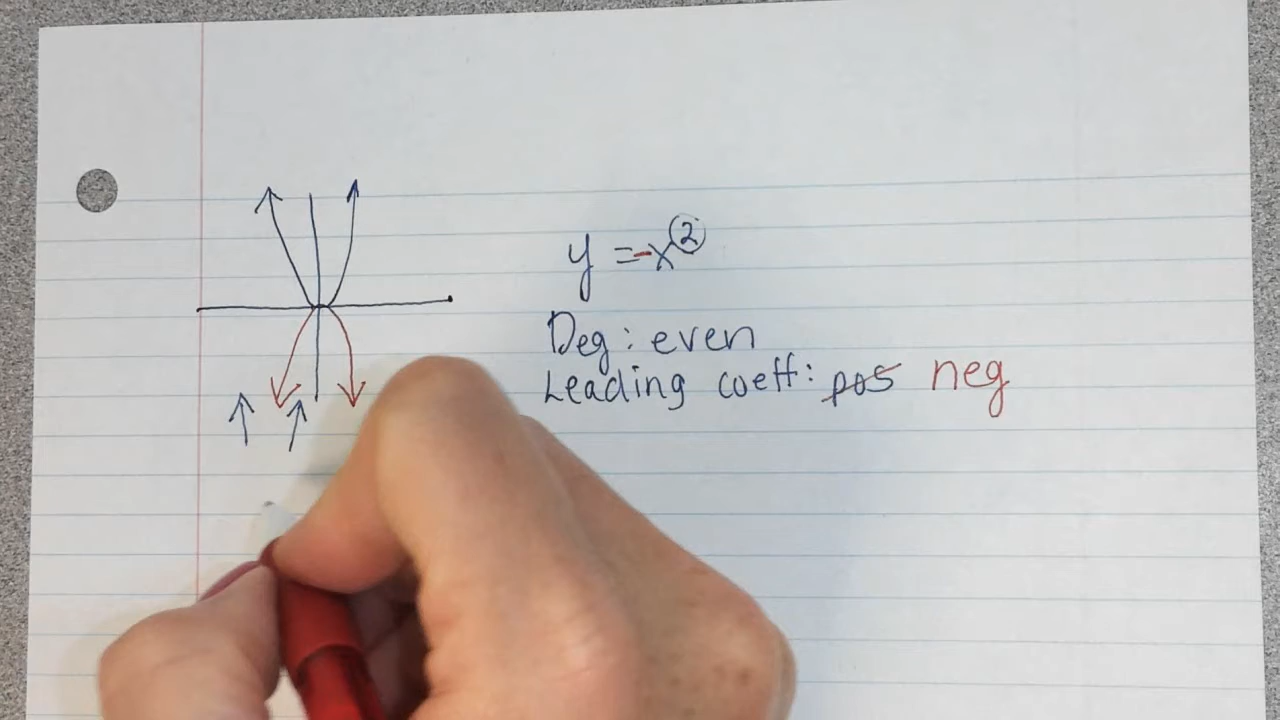 y = -x²
Deg: even
Leading coeff: pos neg